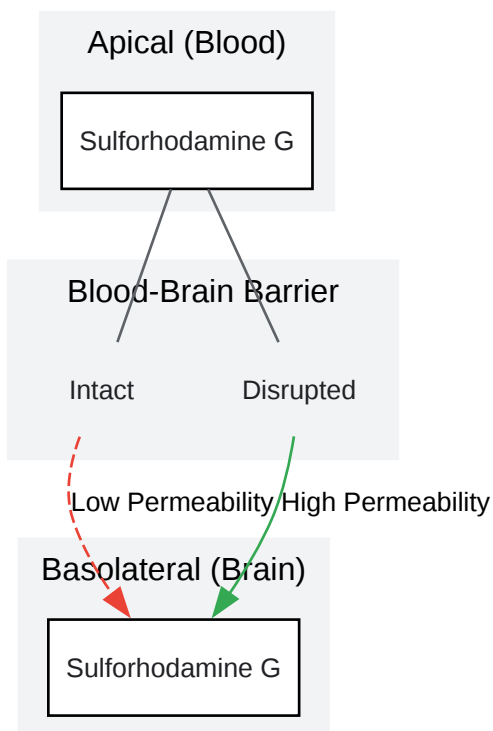 Apical (Blood)
Sulforhodamine G
Blood-Brain Barrier
Intact
Disrupted
Low Permeability
High Permeability
Basolateral (Brain)
Sulforhodamine G